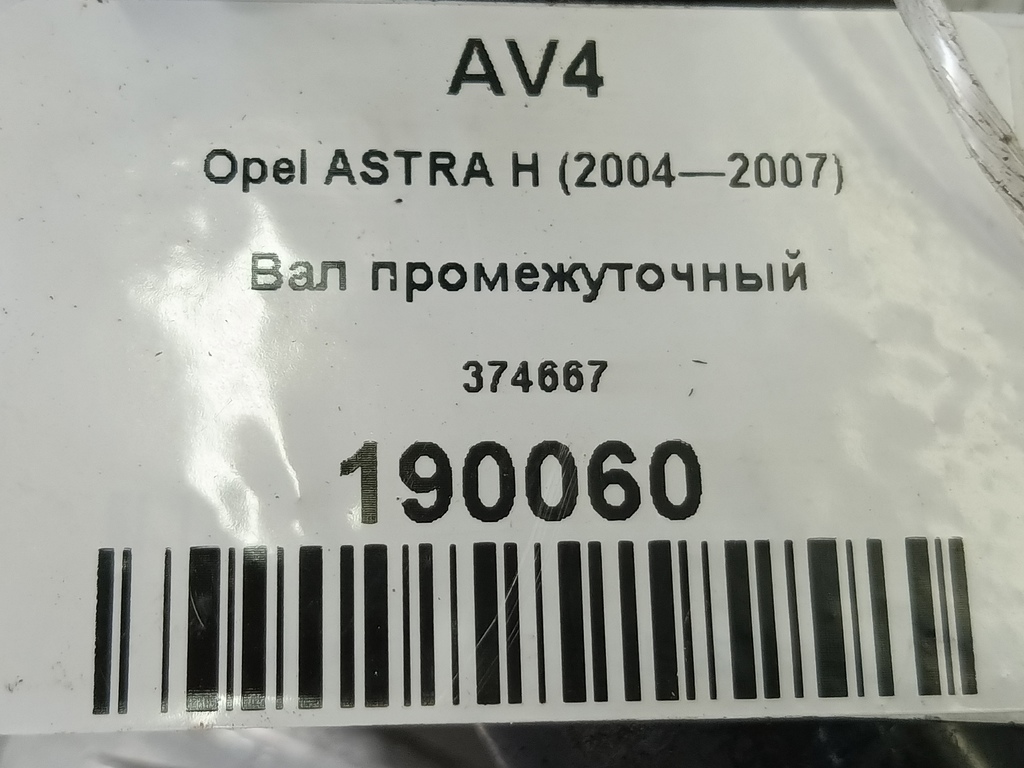 AV4
Opel ASTRA H (2004—2007)
Вал промежуточный
374667
190060